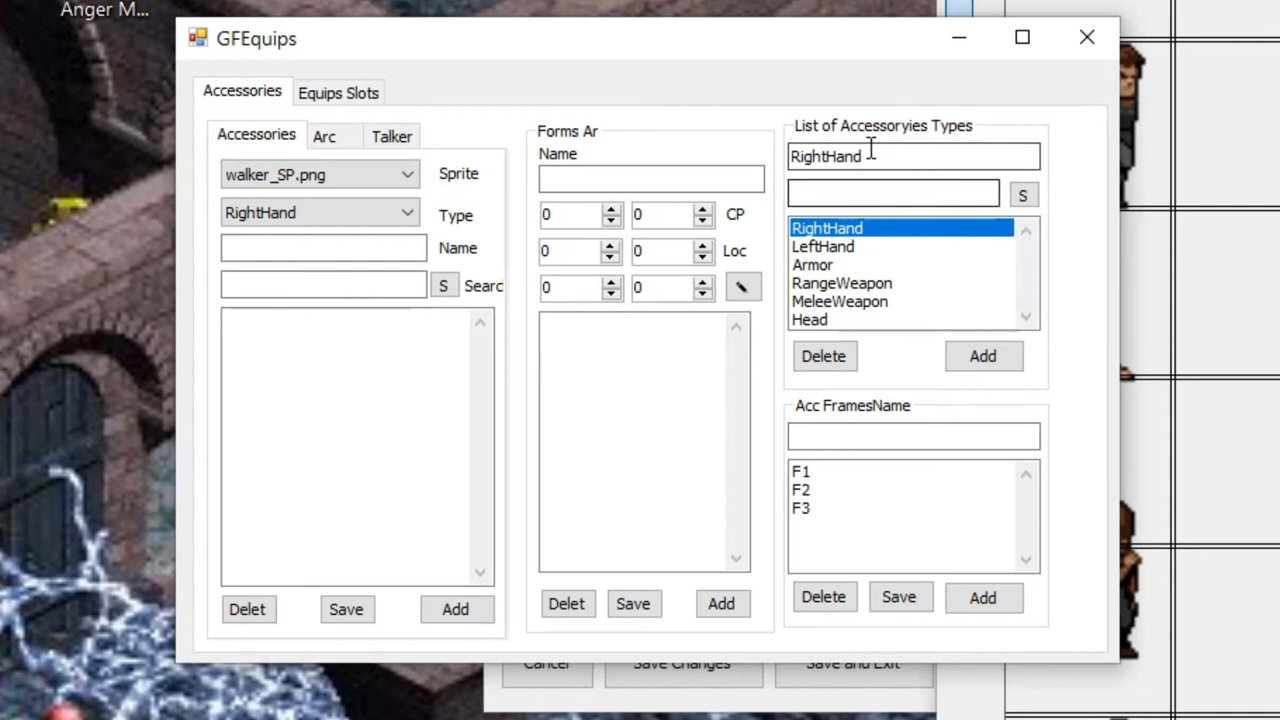 Anger M...
GFEquips
Accessories
Equips Slots
Accessories
Arc
Talker
walker_SP.png
Sprite
RightHand
Type
Name
S
Searc
Delet
Save
Add
Forms Ar
Name
0
0
CP
0
0
Loc
0
0
Delet
Save
Add
List of Accessoryies Types
RightHand
S
RightHand
LeftHand
Armor
RangeWeapon
MeleeWeapon
Head
Delete
Add
Acc FramesName
F1
F2
F3
Delete
Save
Add
Cancel
Save Changes
Save and Exit